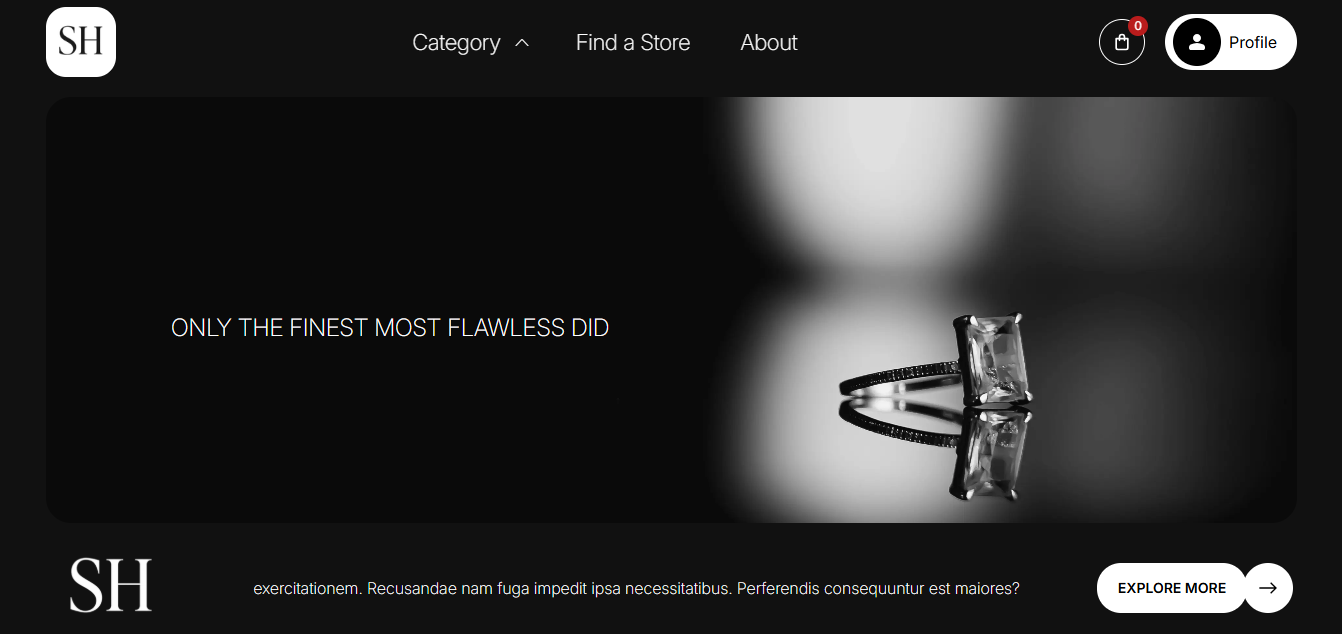 SH
Category
Find a Store
About
0
Profile
ONLY THE FINEST MOST FLAWLESS DID
SH
exercitationem. Recusandae nam fuga impedit ipsa necessitatibus. Perferendis consequuntur est maiores?
EXPLORE MORE